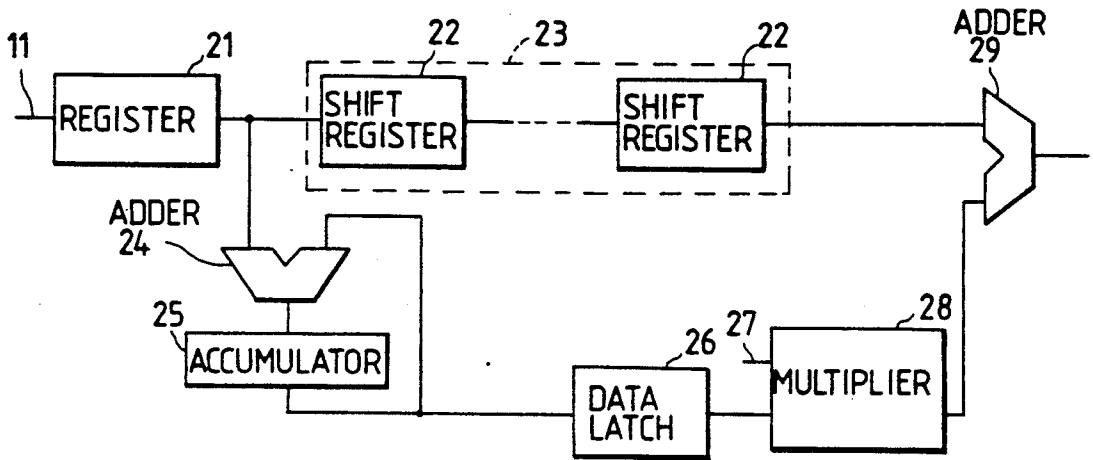 11
21
REGISTER
22
SHIFT
REGISTER
23
22
SHIFT
REGISTER
ADDER
29
ADDER
24
25
ACCUMULATOR
26
DATA
LATCH
27
28
MULTIPLIER